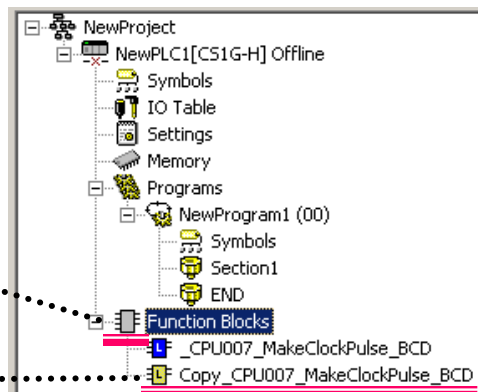 NewProject
NewPLC1[CS1G-H] Offline
Symbols
IO Table
Settings
Memory
Programs
NewProgram1 (00)
Symbols
Section1
END
Function Blocks
L _CPU007_MakeClockPulse_BCD
L Copy_CPU007_MakeClockPulse_BCD